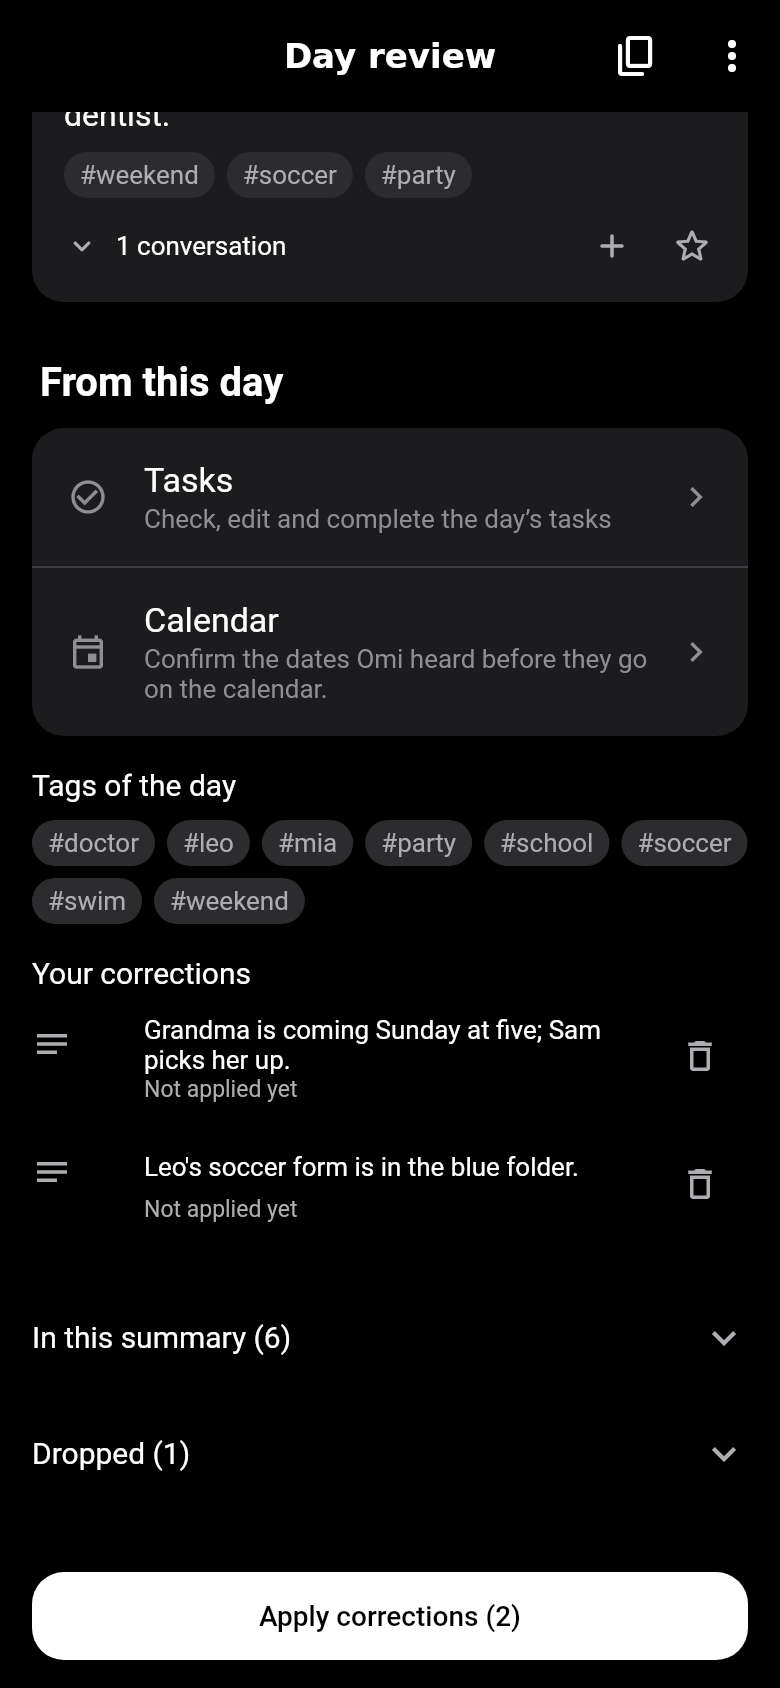 Day review
dentist.
#weekend #soccer #party
1 conversation
From this day
Tasks
Check, edit and complete the day’s tasks
Calendar
Confirm the dates Omi heard before they go
on the calendar.
Tags of the day
#doctor #leo #mia #party #school #soccer
#swim #weekend
Your corrections
Grandma is coming Sunday at five; Sam
picks her up.
Not applied yet
Leo's soccer form is in the blue folder.
Not applied yet
In this summary (6)
Dropped (1)
Apply corrections (2)